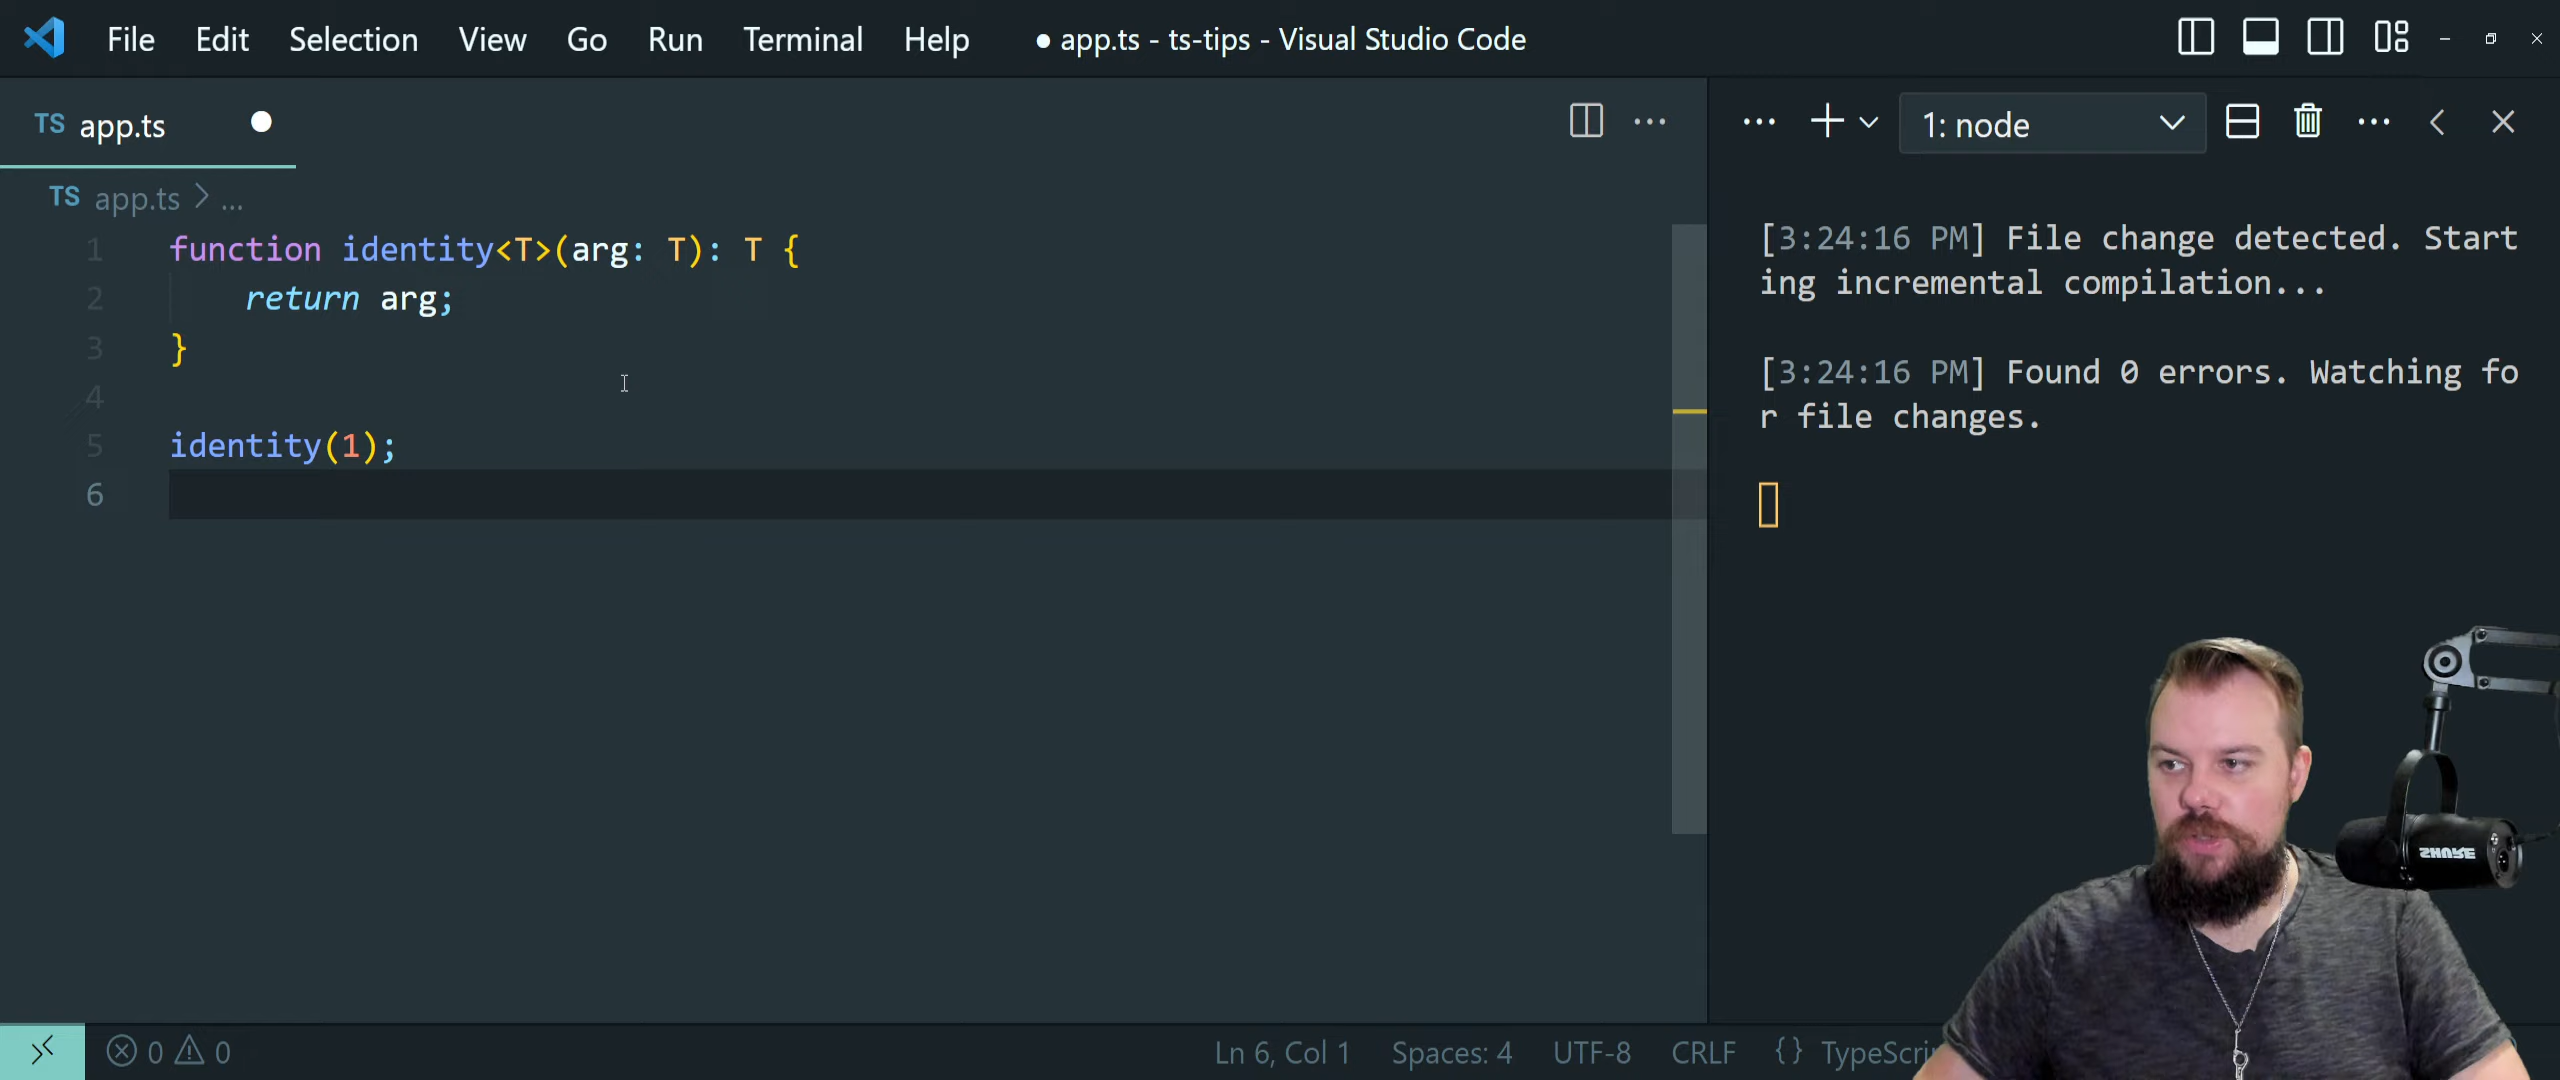 File Edit Selection View Go Run Terminal Help ● app.ts - ts-tips - Visual Studio Code
TS app.ts ●
TS app.ts > ...
1 function identity<T>(arg: T): T {
2 return arg;
3 }
4
5 identity(1);
6
1: node
[3:24:16 PM] File change detected. Start
ing incremental compilation...
[3:24:16 PM] Found 0 errors. Watching fo
r file changes.
SHURE
0 0 Ln 6, Col 1 Spaces: 4 UTF-8 CRLF {} TypeScri